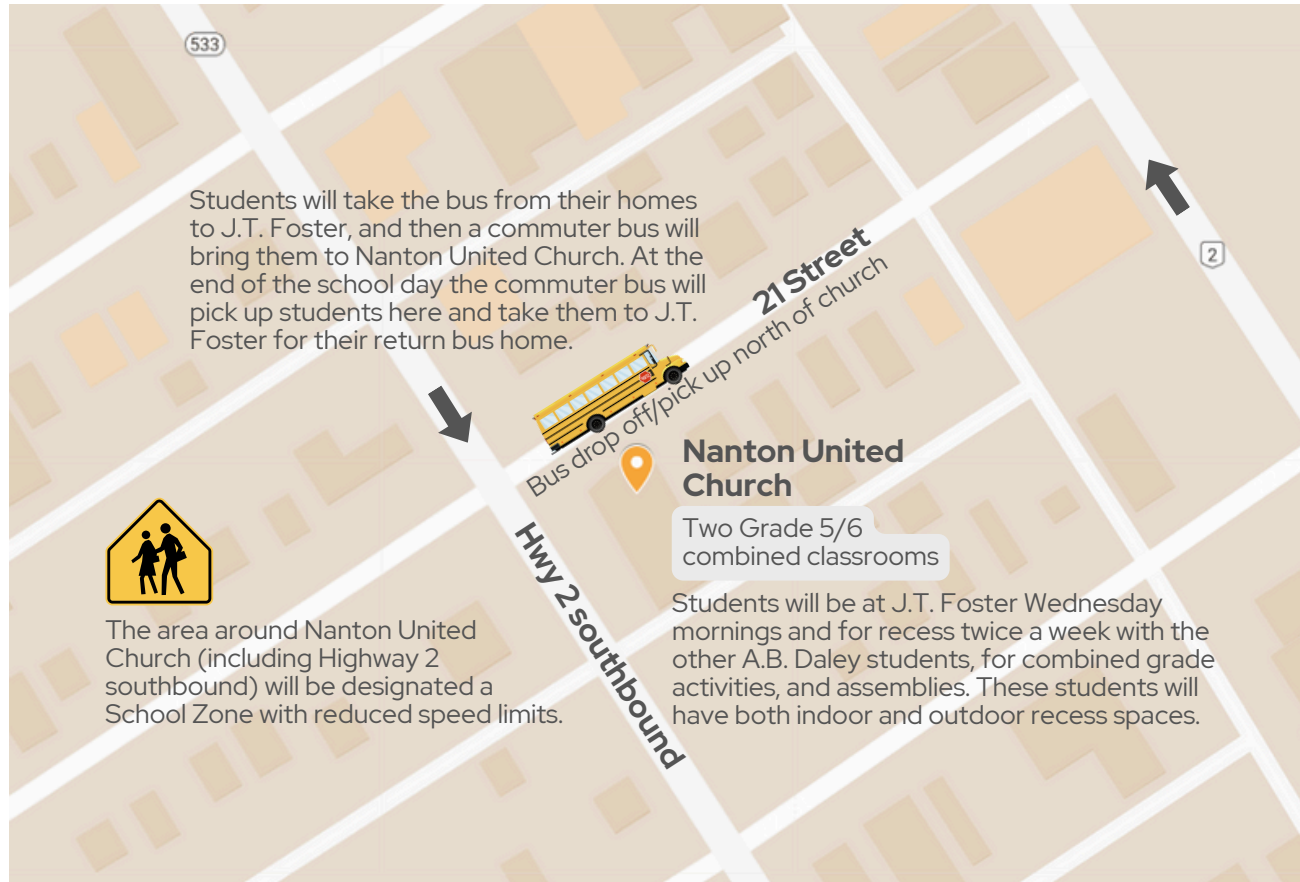 533
Students will take the bus from their homes
to J.T. Foster, and then a commuter bus will
bring them to Nanton United Church. At the
end of the school day the commuter bus will
pick up students here and take them to J.T.
Foster for their return bus home.
2
21 Street
Bus drop off/pick up north of church
Nanton United
Church
Two Grade 5/6
combined classrooms
Hwy 2 southbound
Students will be at J.T. Foster Wednesday
mornings and for recess twice a week with the
other A.B. Daley students, for combined grade
activities, and assemblies. These students will
have both indoor and outdoor recess spaces.
The area around Nanton United
Church (including Highway 2
southbound) will be designated a
School Zone with reduced speed limits.